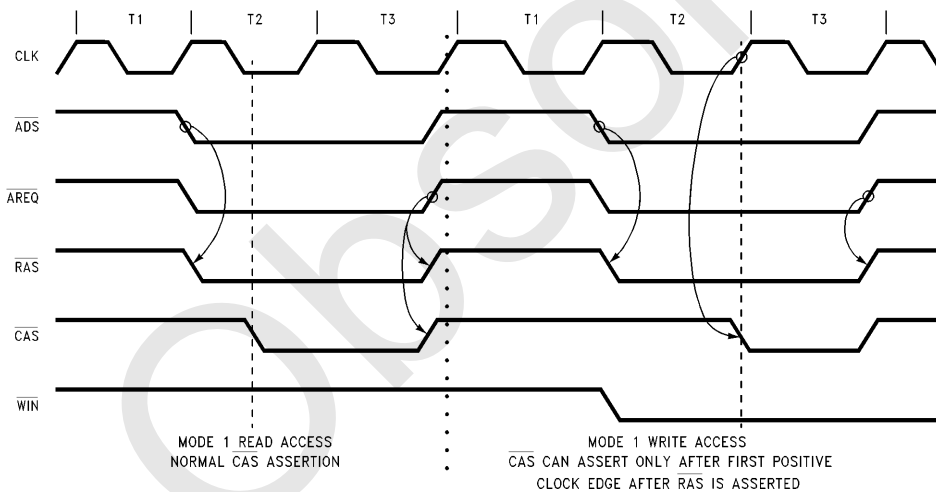 T1 T2 T3 T1 T2 T3
CLK
ADS
AREQ
RAS
CAS
WIN
MODE 1 READ ACCESS
NORMAL CAS ASSERTION
MODE 1 WRITE ACCESS
CAS CAN ASSERT ONLY AFTER FIRST POSITIVE
CLOCK EDGE AFTER RAS IS ASSERTED